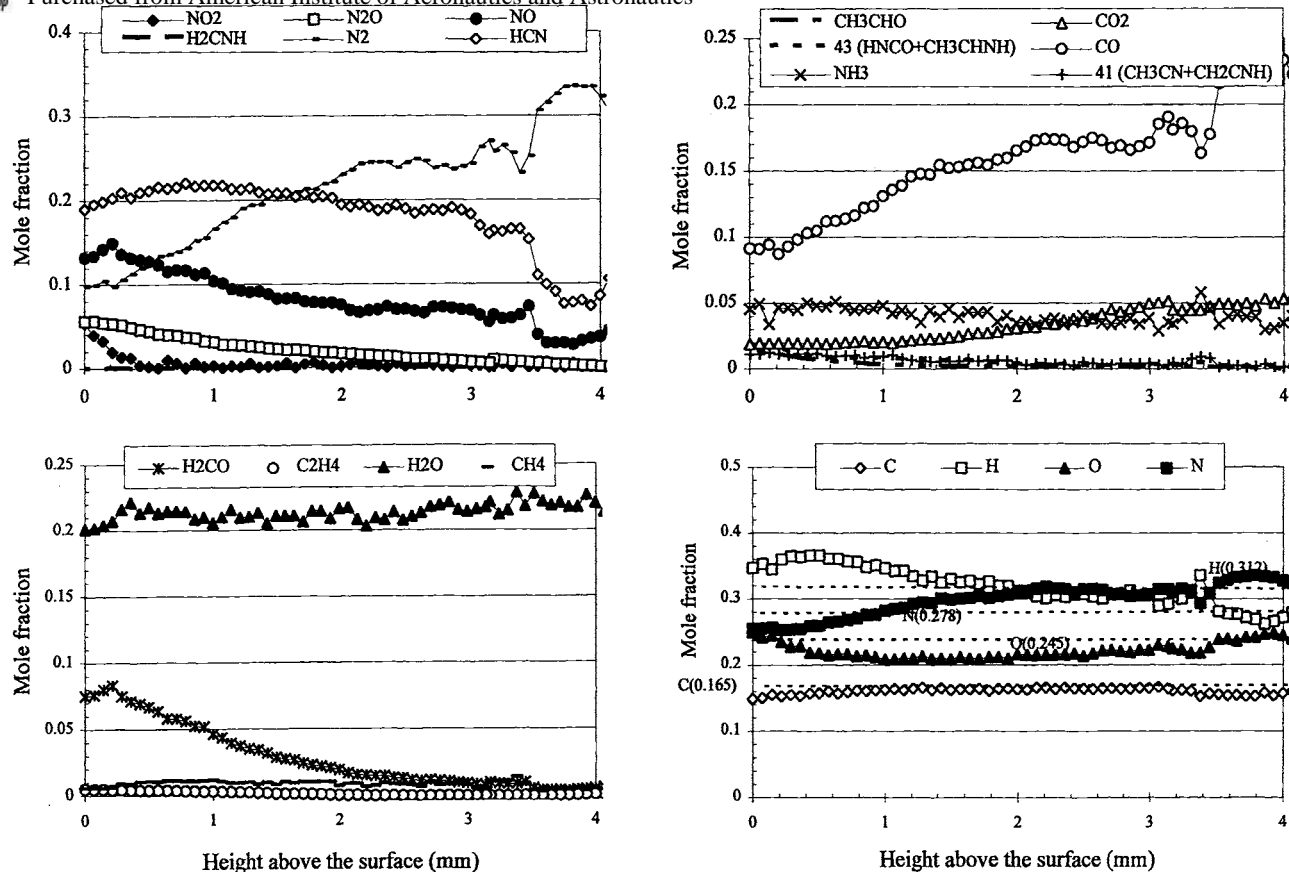 Purchased from American Institute of Aeronautics and Astronautics
NO2 N2O NO
H2CNH N2 HCN
0.4
0.3
0.2
0.1
0
Mole fraction
0 1 2 3 4
CH3CHO CO2
43 (HNCO+CH3CHNH) CO
NH3 41 (CH3CN+CH2CNH)
0.25
0.2
0.15
0.1
0.05
0
Mole fraction
0 1 2 3 4
H2CO C2H4 H2O CH4
0.25
0.2
0.15
0.1
0.05
0
Mole fraction
0 1 2 3 4
Height above the surface (mm)
C H O N
0.5
0.4
0.3
0.2
0.1
0
Mole fraction
H(0.312)
N(0.278)
O(0.245)
C(0.165)
0 1 2 3 4
Height above the surface (mm)